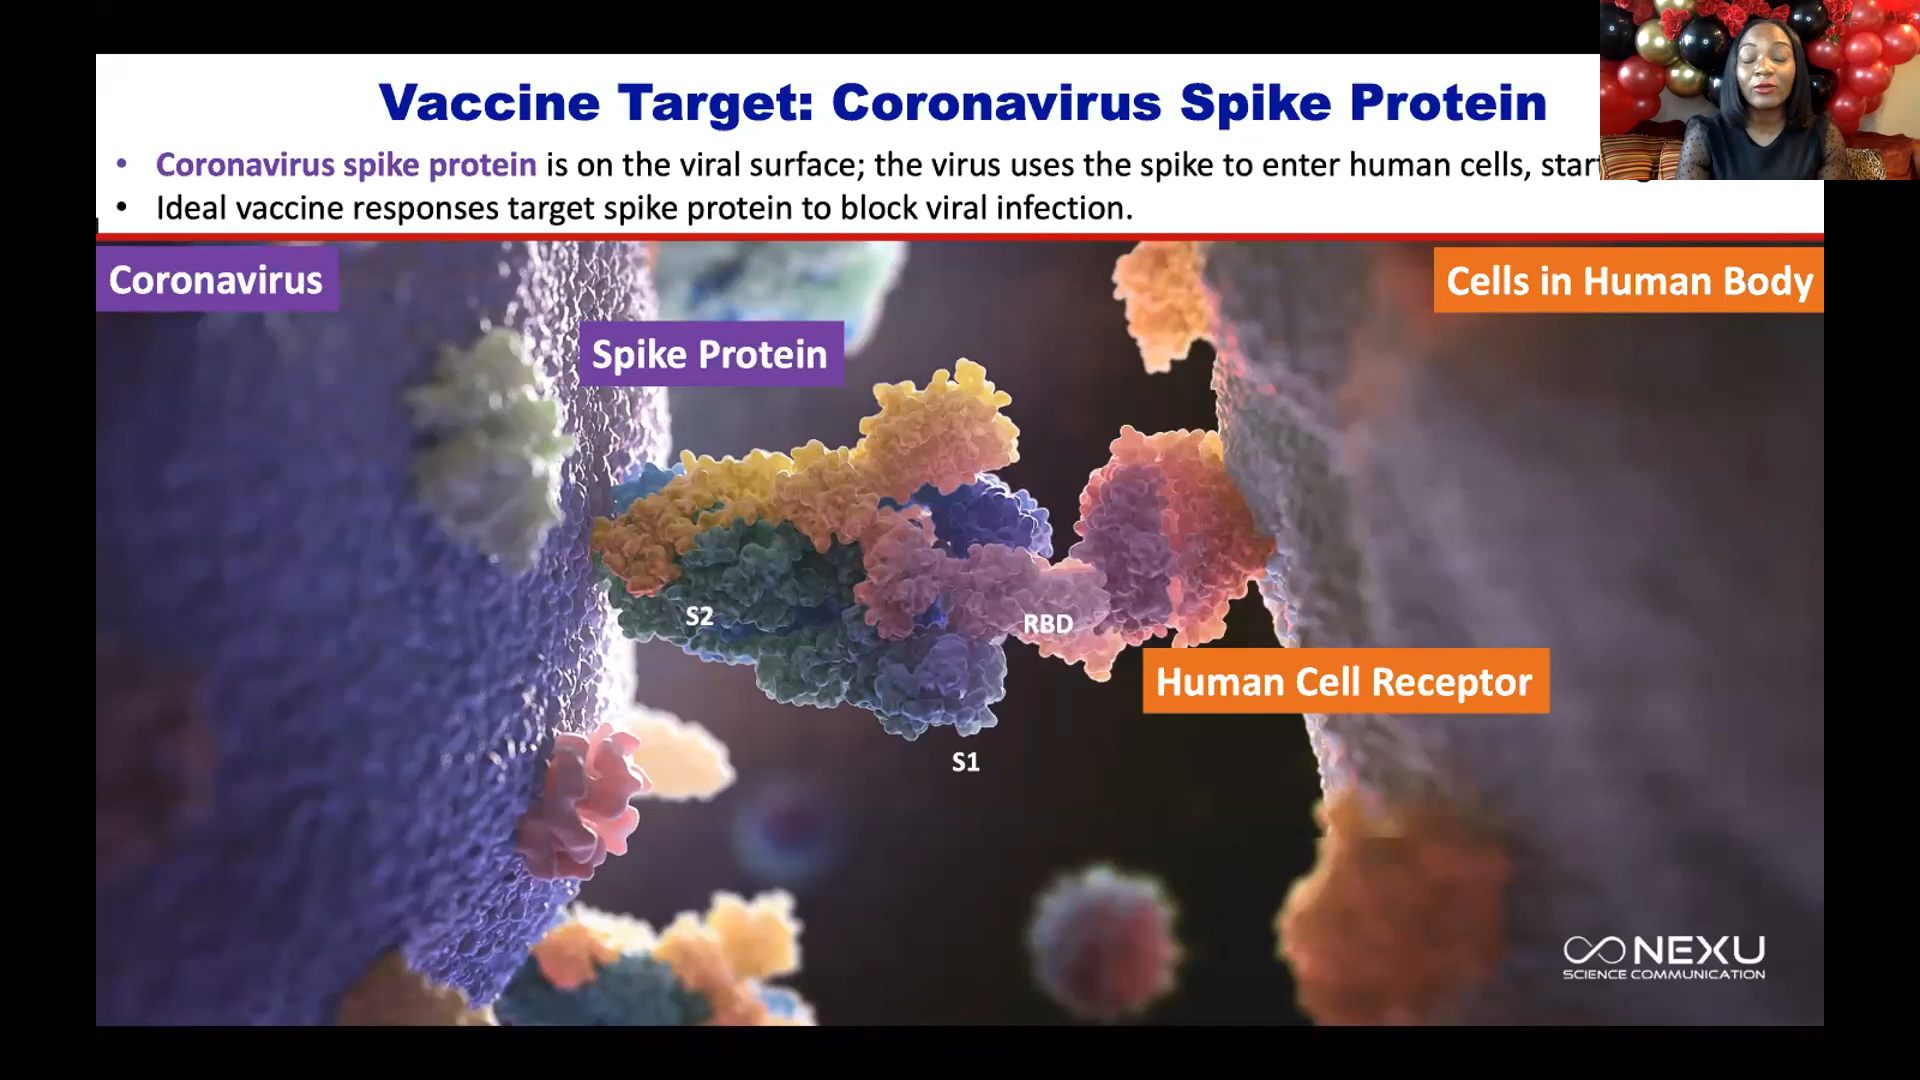 Vaccine Target: Coronavirus Spike Protein
• Coronavirus spike protein is on the viral surface; the virus uses the spike to enter human cells,
• Ideal vaccine responses target spike protein to block viral infection.
Coronavirus
Cells in Human Body
Spike Protein
S2
RBD
Human Cell Receptor
S1
NEXU
SCIENCE COMMUNICATION